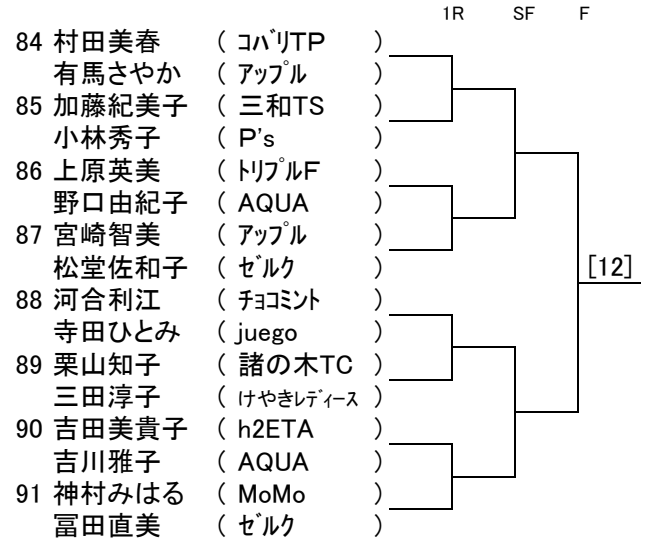 1R SF F
84 村田美春 ( ｺﾊﾞﾘTP )
有馬さやか ( ｱｯﾌﾟﾙ )
85 加藤紀美子 ( 三和TS )
小林秀子 ( P's )
86 上原英美 ( ﾄﾘﾌﾟﾙF )
野口由紀子 ( AQUA )
87 宮崎智美 ( ｱｯﾌﾟﾙ )
松堂佐和子 ( ｾﾞﾙｸ )
[12]
88 河合利江 ( ﾁｮｺﾐﾝﾄ )
寺田ひとみ ( juego )
89 栗山知子 ( 諸の木TC )
三田淳子 ( けやきﾚﾃﾞｨｰｽ )
90 吉田美貴子 ( h2ETA )
吉川雅子 ( AQUA )
91 神村みはる ( MoMo )
冨田直美 ( ｾﾞﾙｸ )